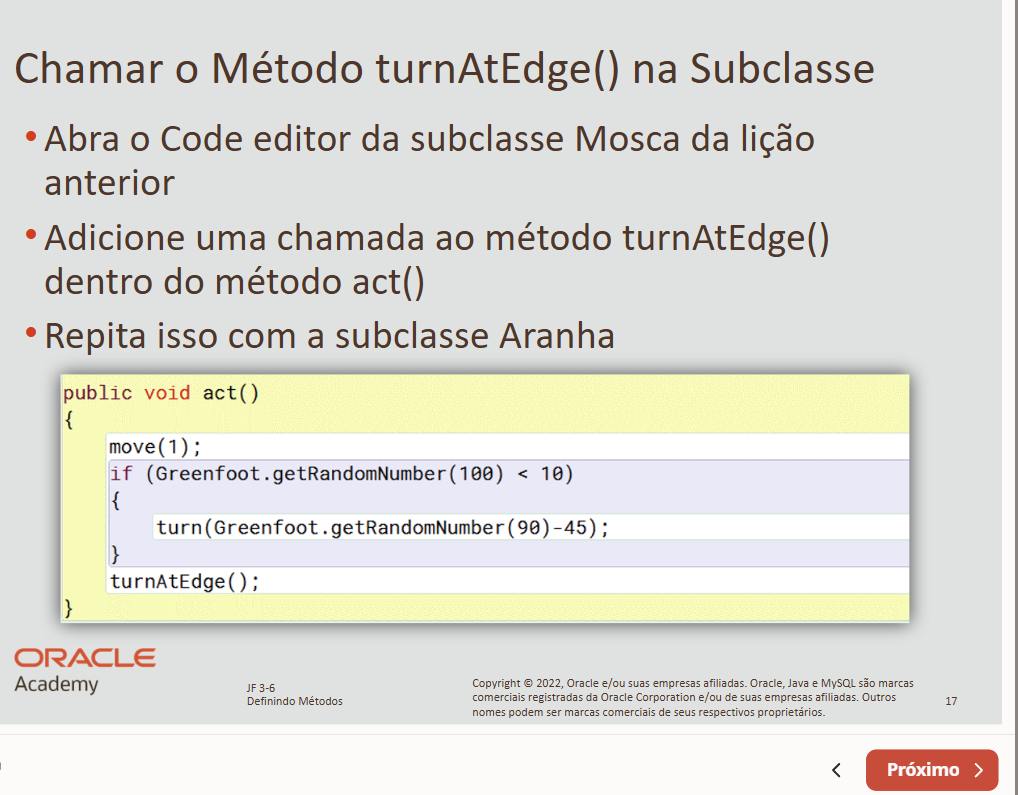 Chamar o Método turnAtEdge() na Subclasse
•Abra o Code editor da subclasse Mosca da lição
anterior
•Adicione uma chamada ao método turnAtEdge()
dentro do método act()
•Repita isso com a subclasse Aranha
public void act()
{
move(1);
if (Greenfoot.getRandomNumber(100) < 10)
{
turn(Greenfoot.getRandomNumber(90)-45);
}
turnAtEdge();
}
ORACLE
Academy
JF 3-6
Definindo Métodos
Copyright © 2022, Oracle e/ou suas empresas afiliadas. Oracle, Java e MySQL são marcas
comerciais registradas da Oracle Corporation e/ou de suas empresas afiliadas. Outros
nomes podem ser marcas comerciais de seus respectivos proprietários.
17
Próximo